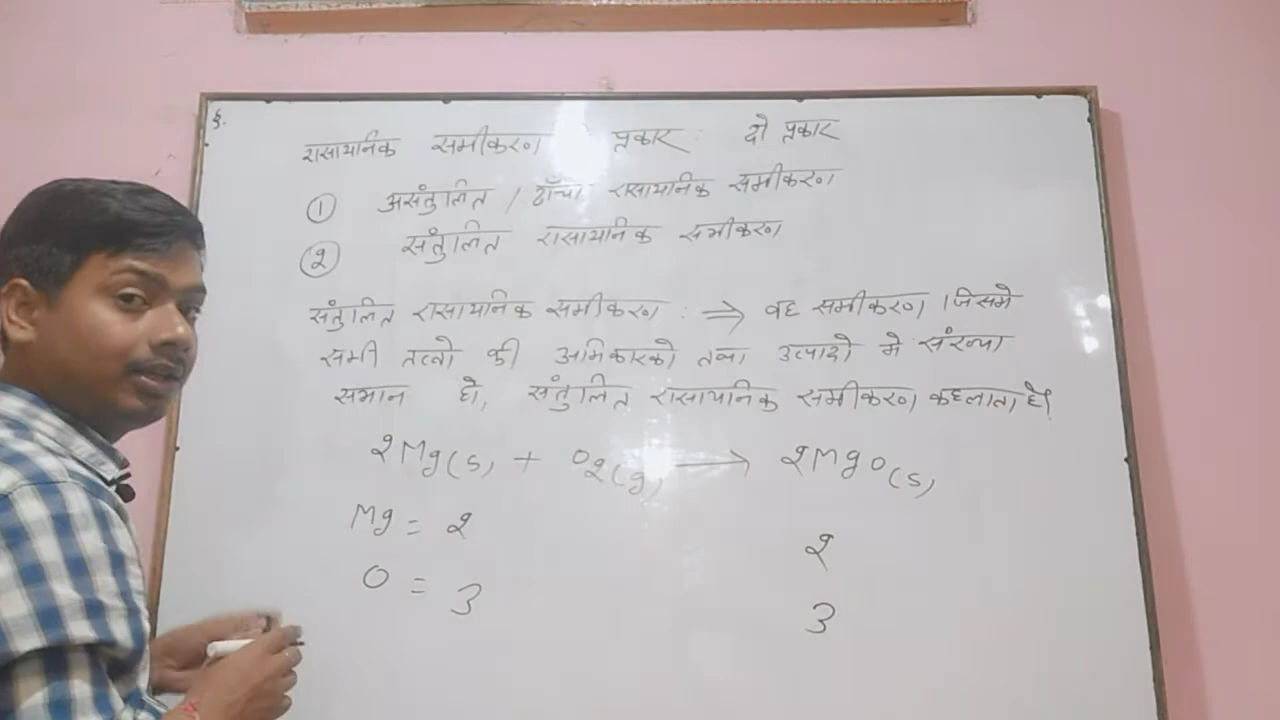 रासायनिक समीकरण प्रकार : दो प्रकार
① असंतुलित / ढाँचा रासायनिक समीकरण
② संतुलित रासायनिक समीकरण
संतुलित रासायनिक समीकरण : ⇒ वह समीकरण जिसमे
सभी तत्वो की अभिकारको तथा उत्पादो मे संख्या
समान हो, संतुलित रासायनिक समीकरण कहलाता है।
2Mg(s) + O2(g) → 2MgO(s)
Mg = 2 2
O = 3 3